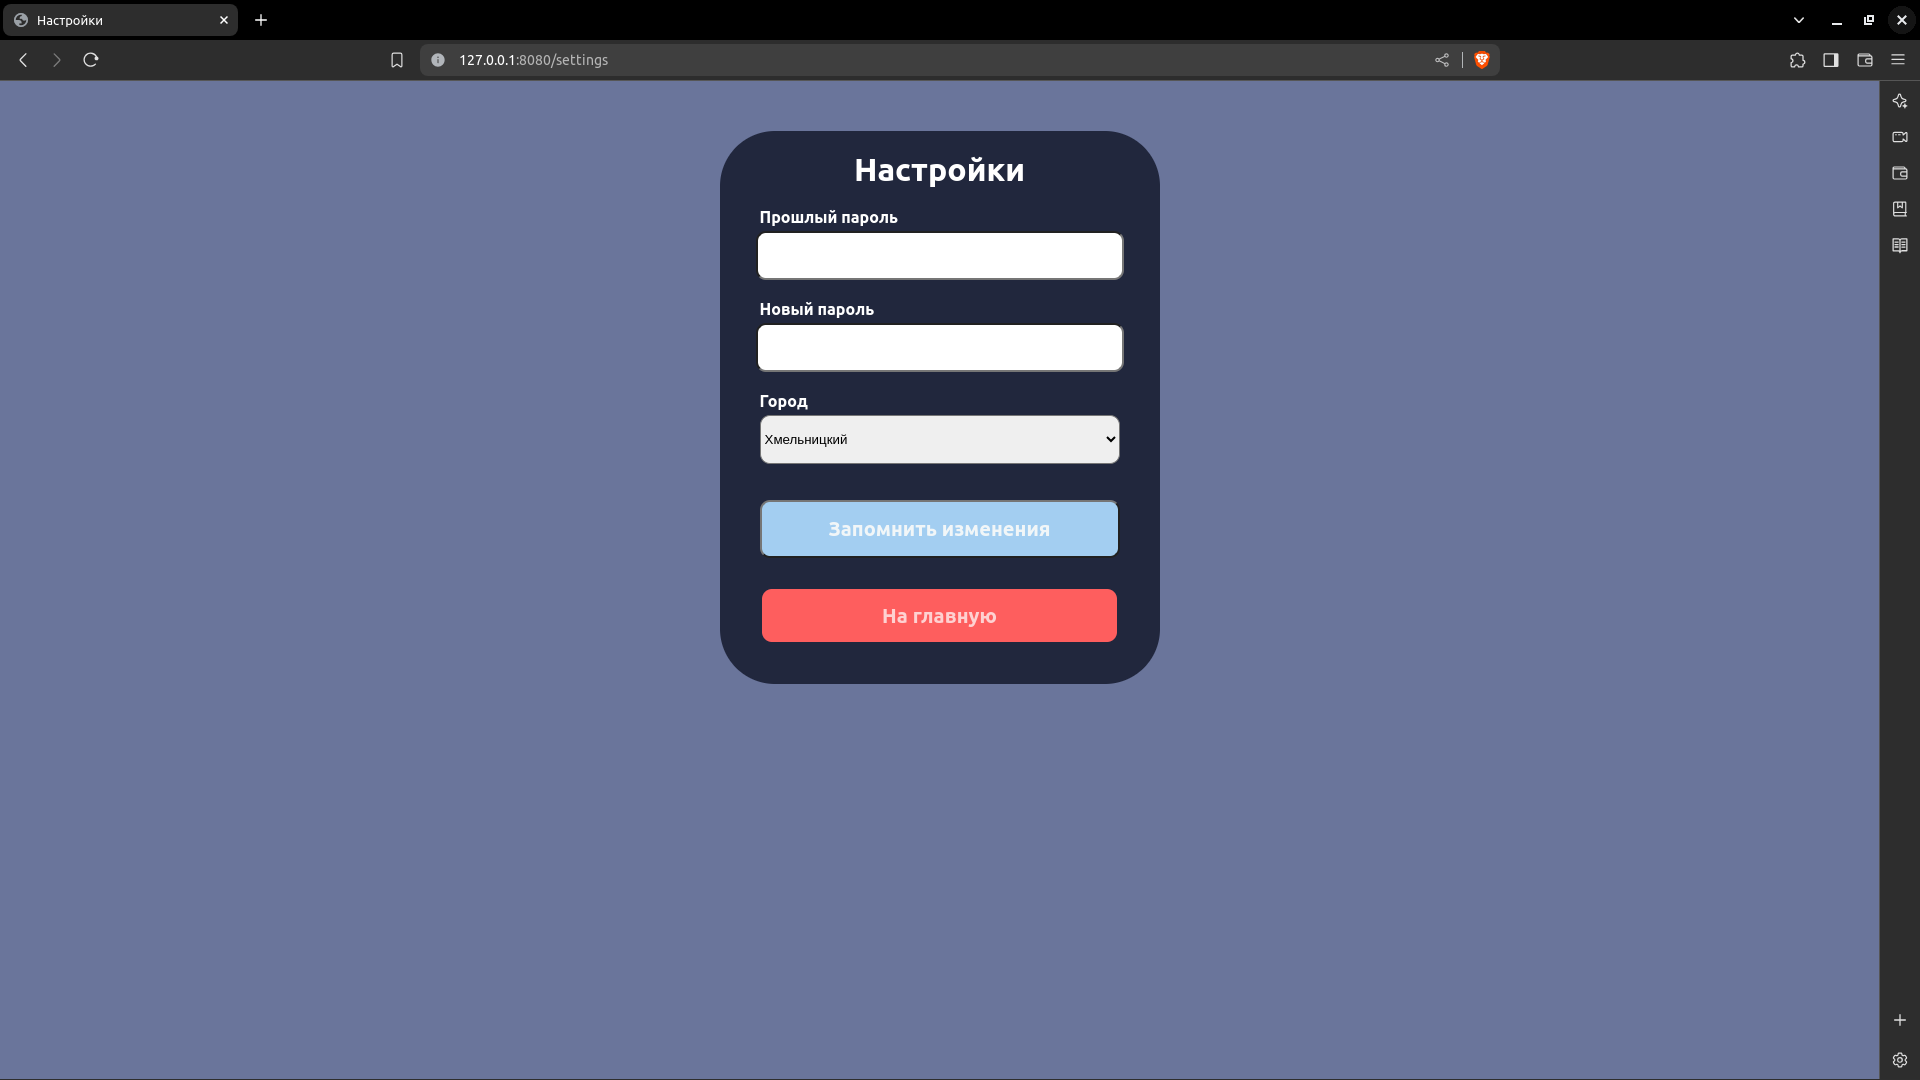 Настройки
127.0.0.1:8080/settings
Настройки
Прошлый пароль
Новый пароль
Город
Хмельницкий
Запомнить изменения
На главную